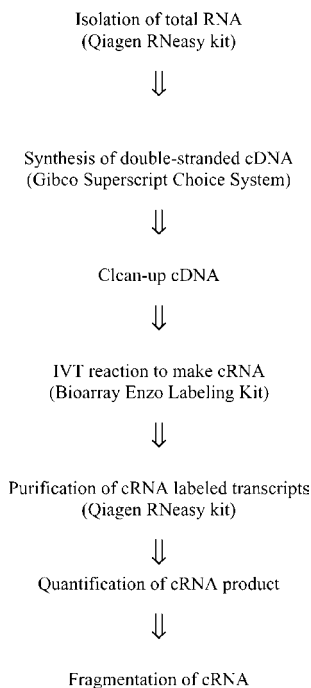 Isolation of total RNA
(Qiagen RNeasy kit)
⇓
Synthesis of double-stranded cDNA
(Gibco Superscript Choice System)
⇓
Clean-up cDNA
⇓
IVT reaction to make cRNA
(Bioarray Enzo Labeling Kit)
⇓
Purification of cRNA labeled transcripts
(Qiagen RNeasy kit)
⇓
Quantification of cRNA product
⇓
Fragmentation of cRNA